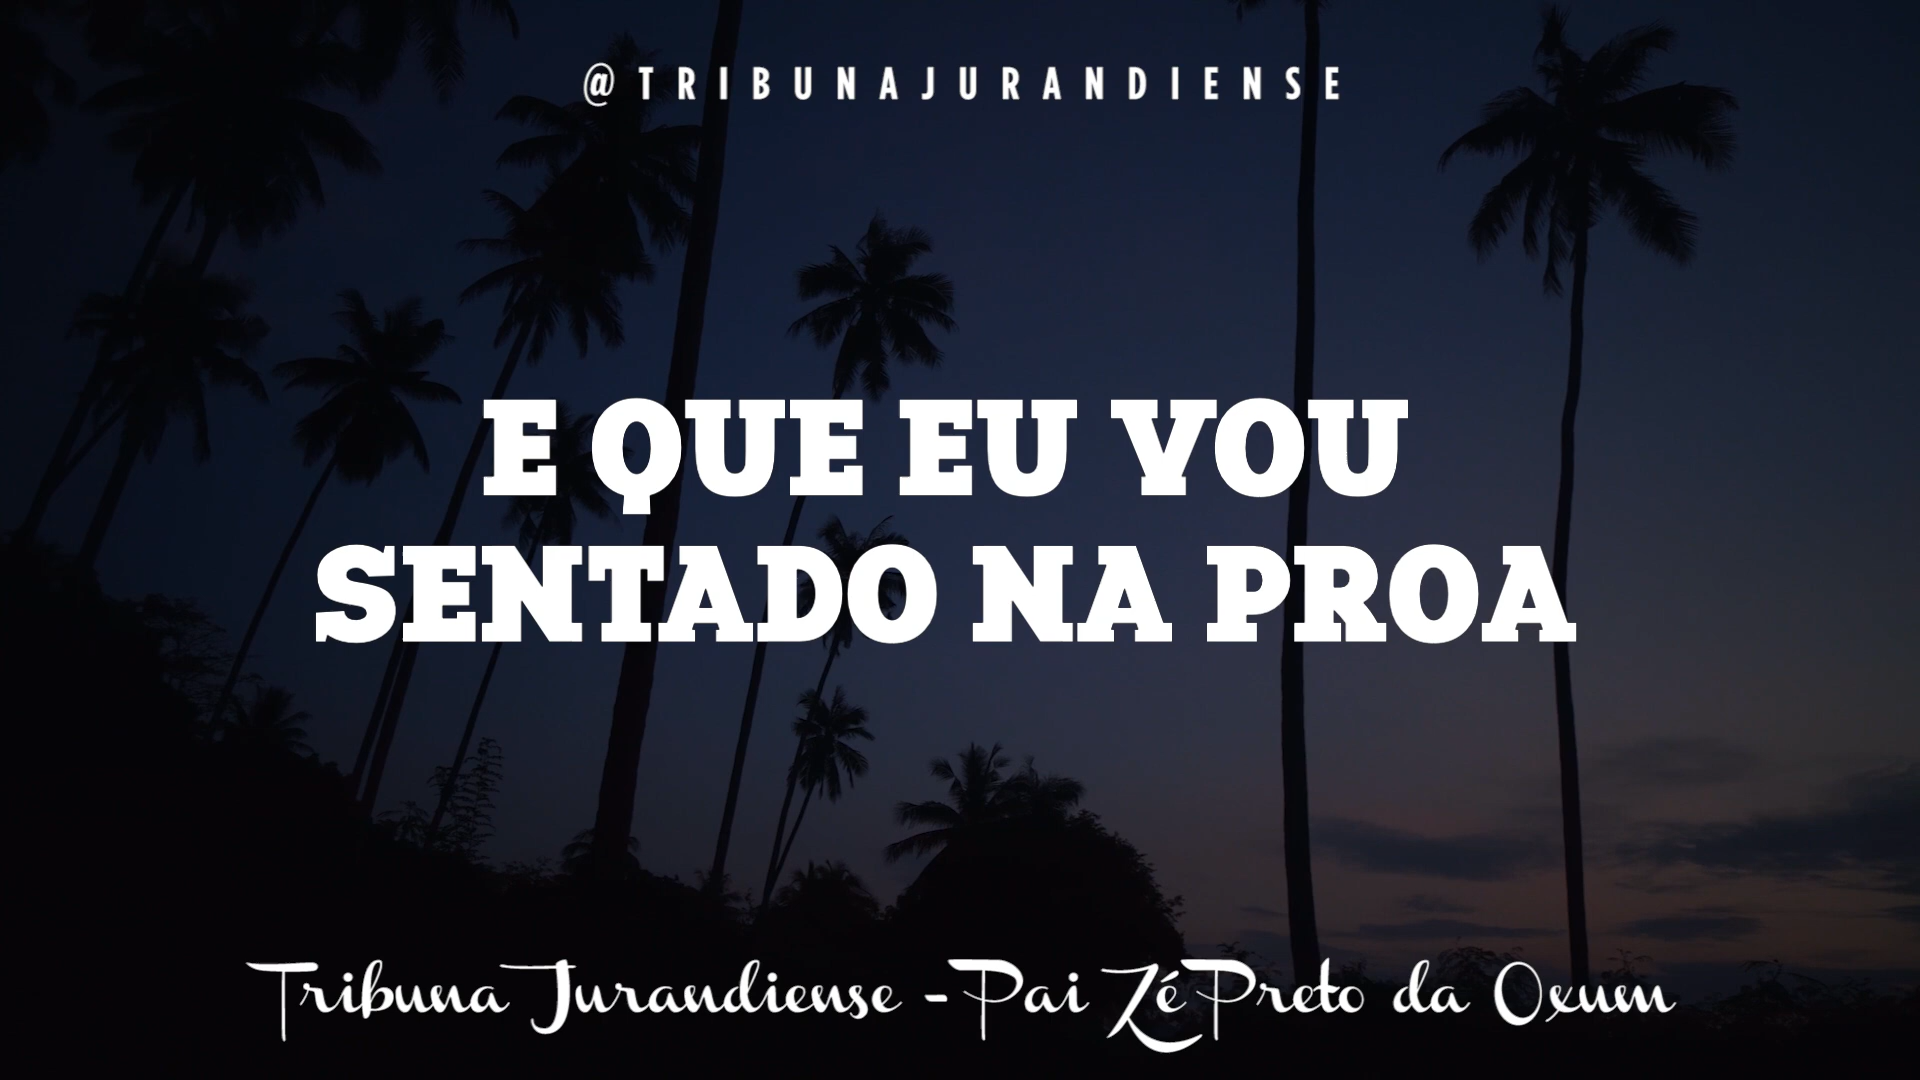 @TRIBUNAJURANDIENSE
E QUE EU VOU
SENTADO NA PROA
Tribuna Jurandiense - Pai Zé Preto da Oxum